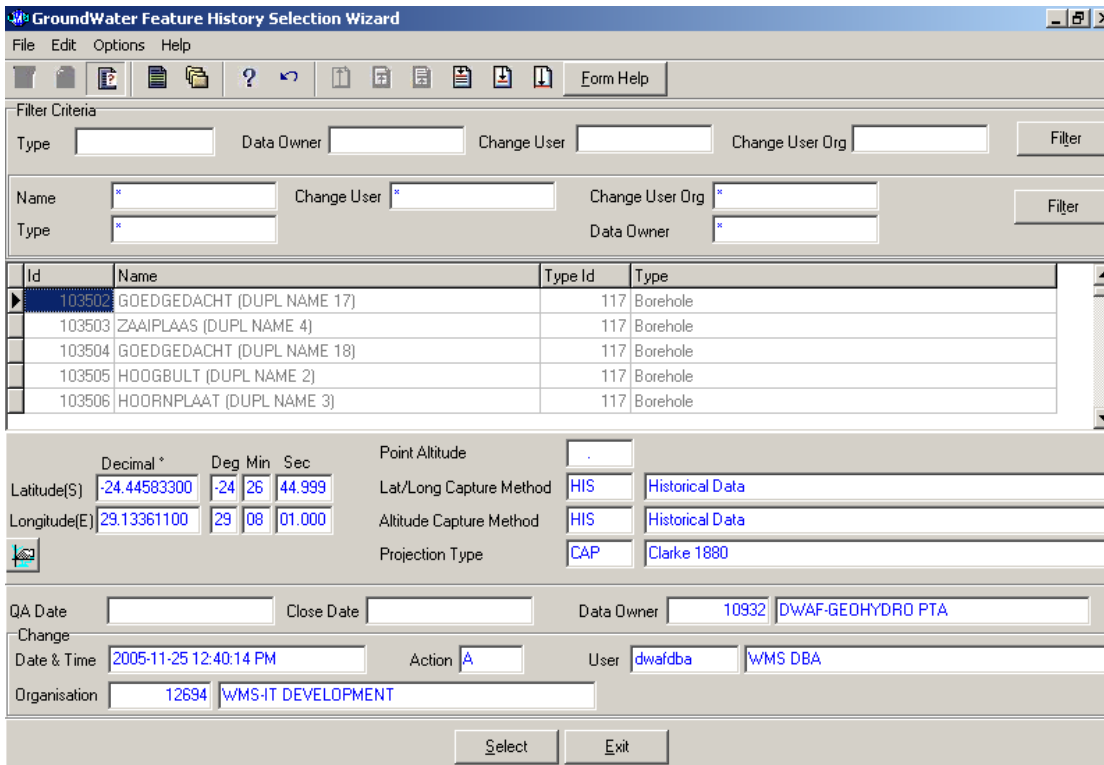 GroundWater Feature History Selection Wizard
File Edit Options Help
? Form Help
Filter Criteria
Type Data Owner Change User Change User Org Filter
Name * Change User * Change User Org * Filter
Type * Data Owner *
Id Name Type Id Type
103502 GOEDGEDACHT (DUPL NAME 17) 117 Borehole
103503 ZAAIPLAAS (DUPL NAME 4) 117 Borehole
103504 GOEDGEDACHT (DUPL NAME 18) 117 Borehole
103505 HOOGBULT (DUPL NAME 2) 117 Borehole
103506 HOORNPLAAT (DUPL NAME 3) 117 Borehole
Decimal * Deg Min Sec Point Altitude .
Latitude(S) -24.44583300 -24 26 44.999 Lat/Long Capture Method HIS Historical Data
Longitude(E) 29.13361100 29 08 01.000 Altitude Capture Method HIS Historical Data
Projection Type CAP Clarke 1880
QA Date Close Date Data Owner 10932 DWAF-GEOHYDRO PTA
Change
Date & Time 2005-11-25 12:40:14 PM Action A User dwafdba WMS DBA
Organisation 12694 WMS-IT DEVELOPMENT
Select Exit